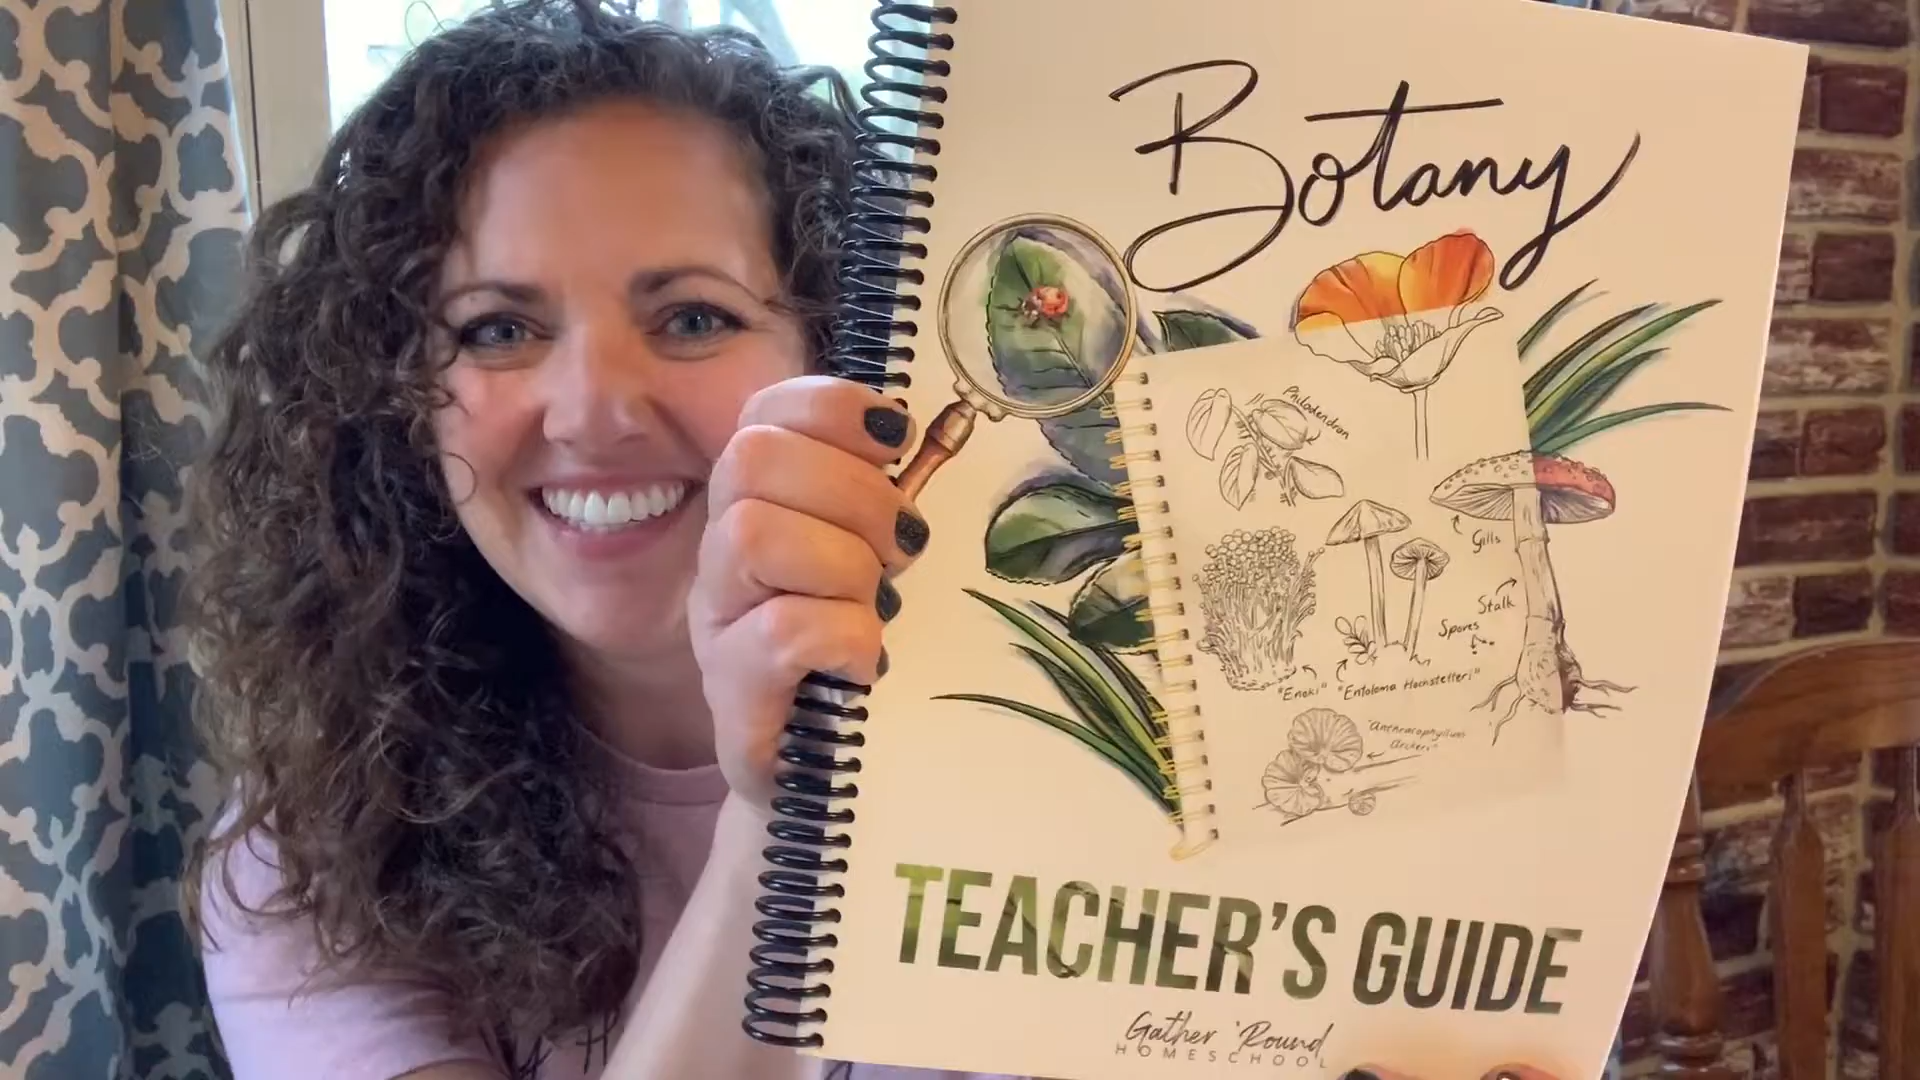 Botany
Philodendron
Gills
Stalk
Spores
"Enoki" "Entoloma Hochstetteri"
"Anthracophyllum
Archeri"
TEACHER'S GUIDE
Gather 'Round
HOMESCHOOL